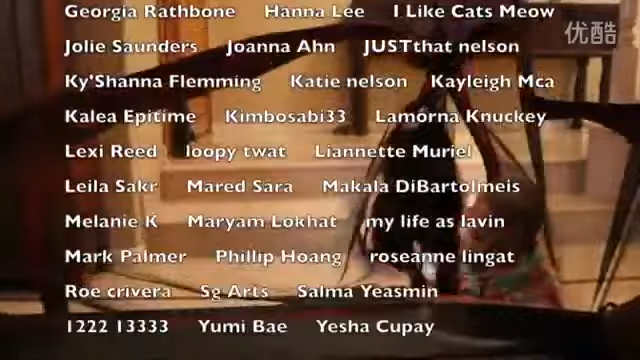 Georgia Rathbone Hanna Lee I Like Cats Meow
优酷
Jolie Saunders Joanna Ahn JUSTthat nelson
Ky'Shanna Flemming Katie nelson Kayleigh Mca
Kalea Epitime Kimbosabi33 Lamorna Knuckey
Lexi Reed loopy twat Liannette Muriel
Leila Sakr Mared Sara Makala DiBartolmeis
Melanie K Maryam Lokhat my life as lavin
Mark Palmer Phillip Hoang roseanne lingat
Roe crivera Sg Arts Salma Yeasmin
1222 13333 Yumi Bae Yesha Cupay